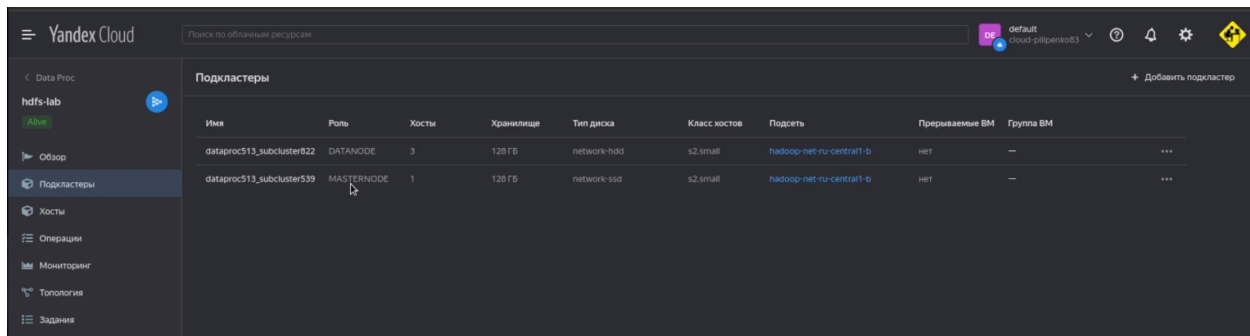 Yandex Cloud
Поиск по облачным ресурсам
DE
default
cloud-pilipenko83
Data Proc
hdfs-lab
Alive
Обзор
Подкластеры
Хосты
Операции
Мониторинг
Топология
Задания
Подкластеры
+ Добавить подкластер
Имя Роль Хосты Хранилище Тип диска Класс хостов Подсеть Прерываемые ВМ Группа ВМ
dataproc513_subcluster822 DATANODE 3 128 ГБ network-hdd s2.small hadoop-net-ru-central1-b нет —
dataproc513_subcluster539 MASTERNODE 1 128 ГБ network-ssd s2.small hadoop-net-ru-central1-b нет —